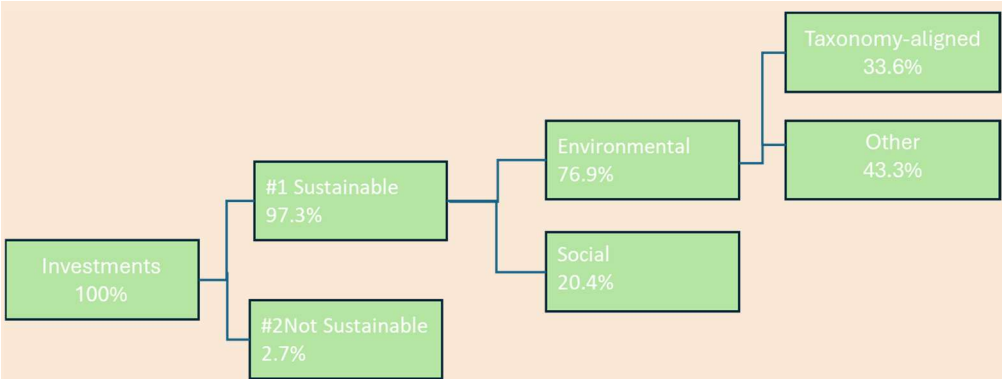 Investments
100%
#1 Sustainable
97.3%
#2Not Sustainable
2.7%
Environmental
76.9%
Social
20.4%
Taxonomy-aligned
33.6%
Other
43.3%